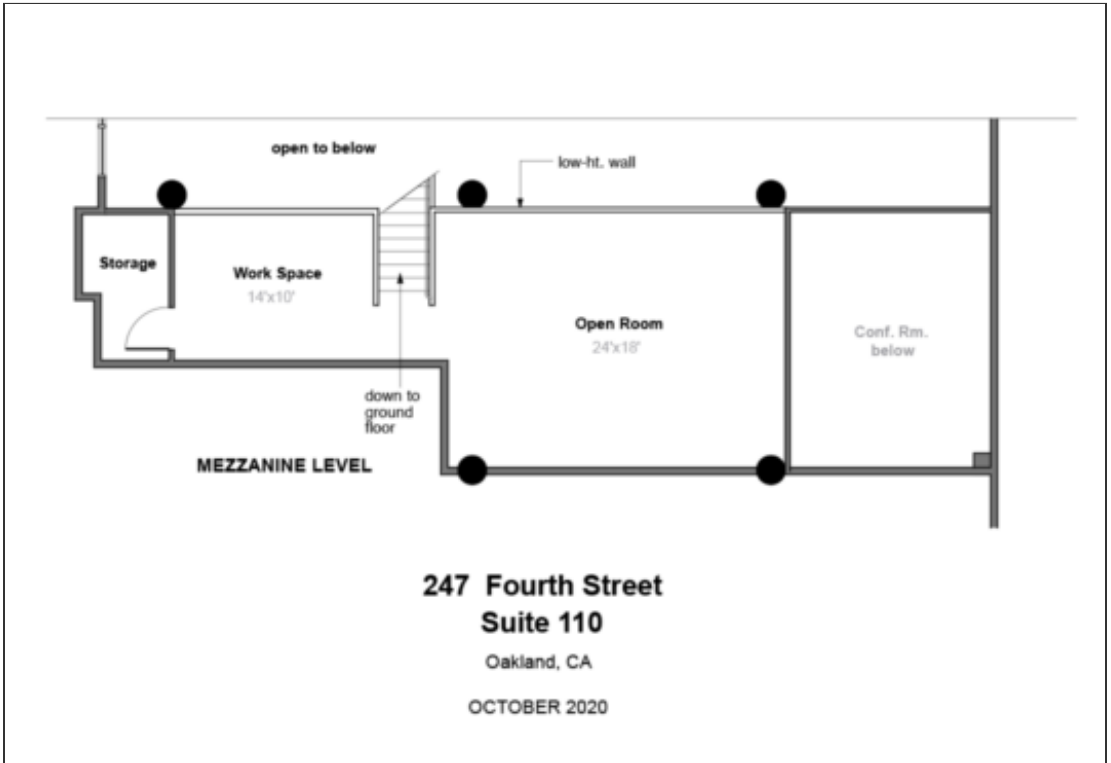 open to below
low-ht. wall
Storage
Work Space
14'x10'
Open Room
24'x18'
Conf. Rm.
below
down to
ground
floor
MEZZANINE LEVEL
247 Fourth Street
Suite 110
Oakland, CA
OCTOBER 2020